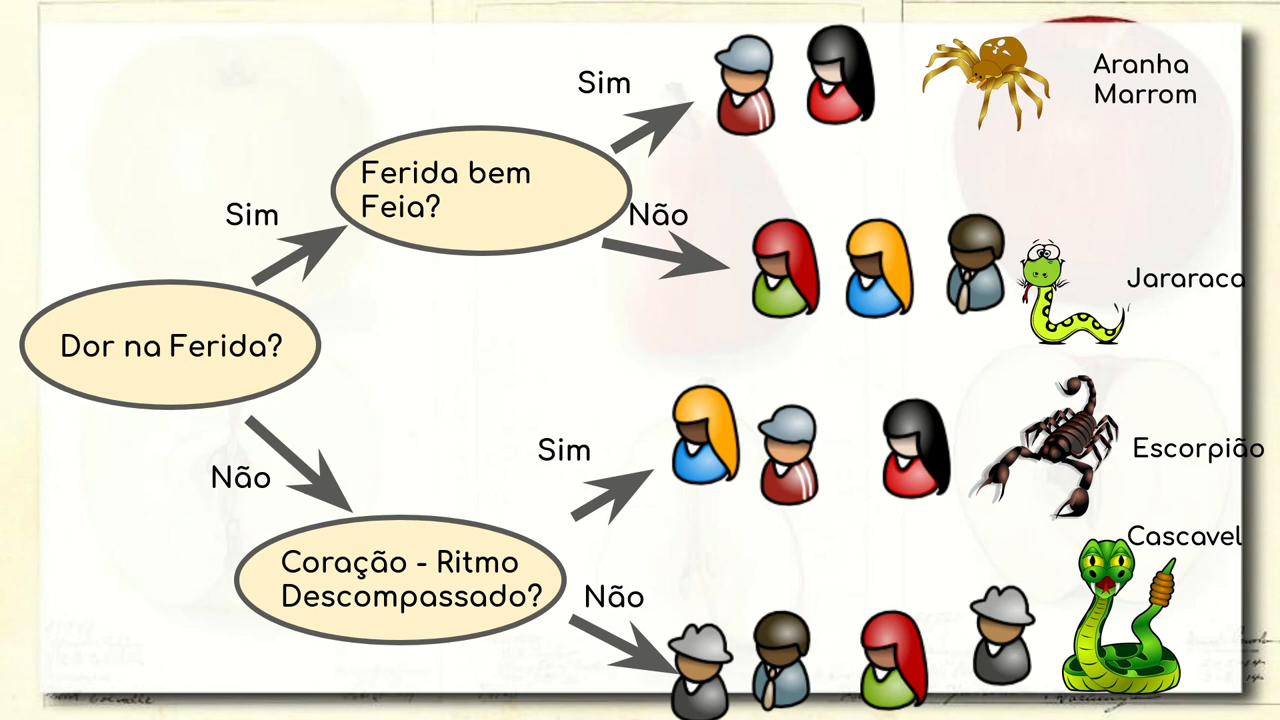 Sim
Aranha
Marrom
Ferida bem
Feia?
Sim
Não
Jararaca
Dor na Ferida?
Sim
Escorpião
Não
Cascavel
Coração - Ritmo
Descompassado?
Não